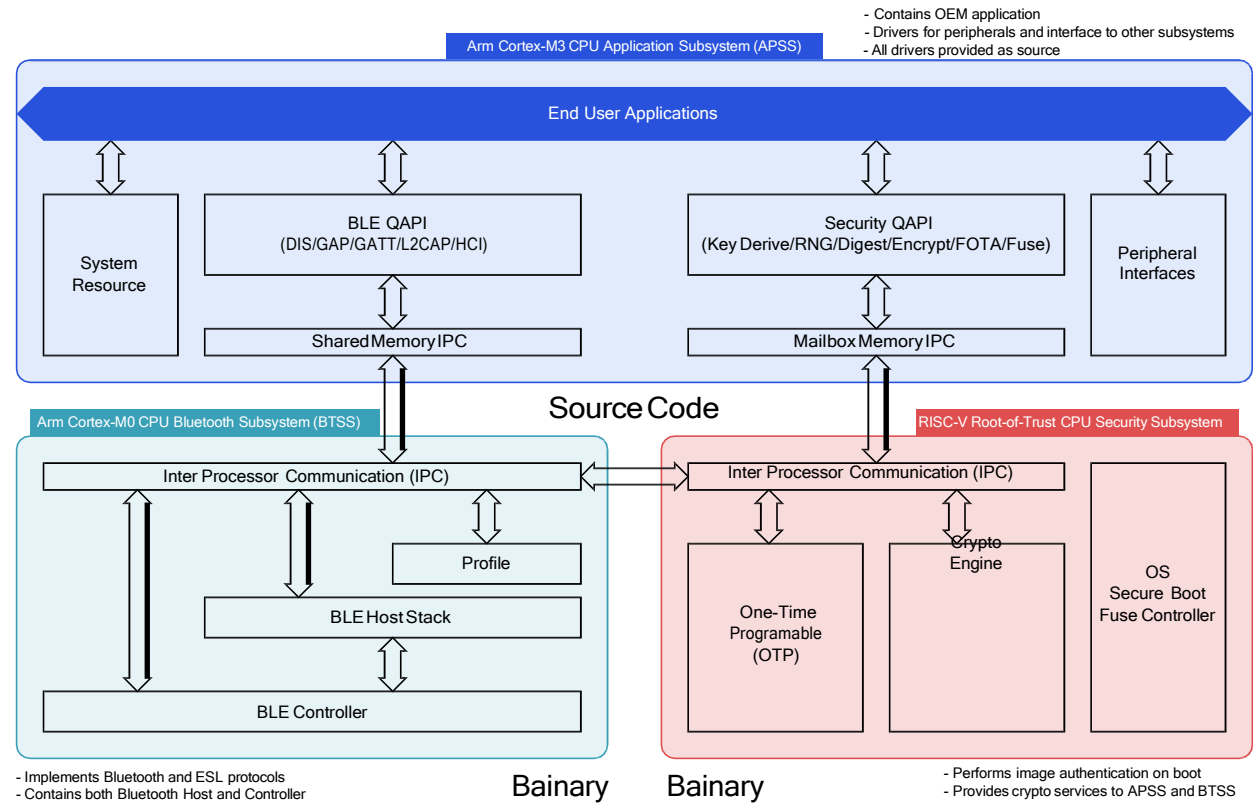 - Contains OEM application
- Drivers for peripherals and interface to other subsystems
- All drivers provided as source
Arm Cortex-M3 CPU Application Subsystem (APSS)
End User Applications
System
Resource
BLE QAPI
(DIS/GAP/GATT/L2CAP/HCI)
Security QAPI
(Key Derive/RNG/Digest/Encrypt/FOTA/Fuse)
Peripheral
Interfaces
Shared Memory IPC
Mailbox Memory IPC
Source Code
Arm Cortex-M0 CPU Bluetooth Subsystem (BTSS)
RISC-V Root-of-Trust CPU Security Subsystem
Inter Processor Communication (IPC)
Profile
BLE Host Stack
BLE Controller
Inter Processor Communication (IPC)
One-Time
Programable
(OTP)
Crypto
Engine
OS
Secure Boot
Fuse Controller
- Implements Bluetooth and ESL protocols
- Contains both Bluetooth Host and Controller
Bainary
Bainary
- Performs image authentication on boot
- Provides crypto services to APSS and BTSS